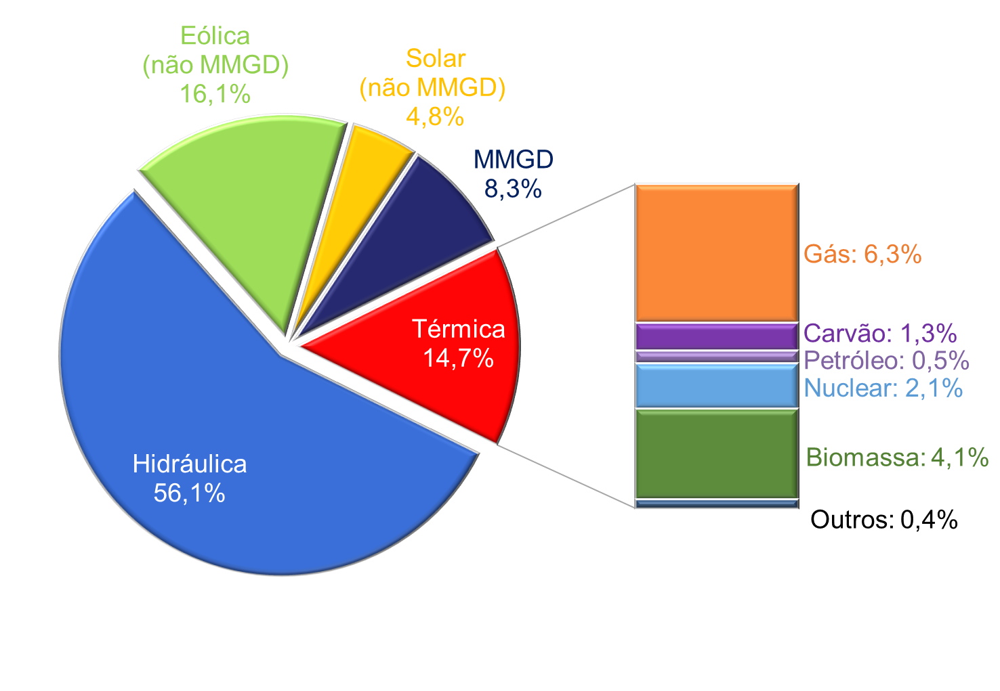 Eólica
(não MMGD)
16,1%
Solar
(não MMGD)
4,8%
MMGD
8,3%
Térmica
14,7%
Hidráulica
56,1%
Gás: 6,3%
Carvão: 1,3%
Petróleo: 0,5%
Nuclear: 2,1%
Biomassa: 4,1%
Outros: 0,4%